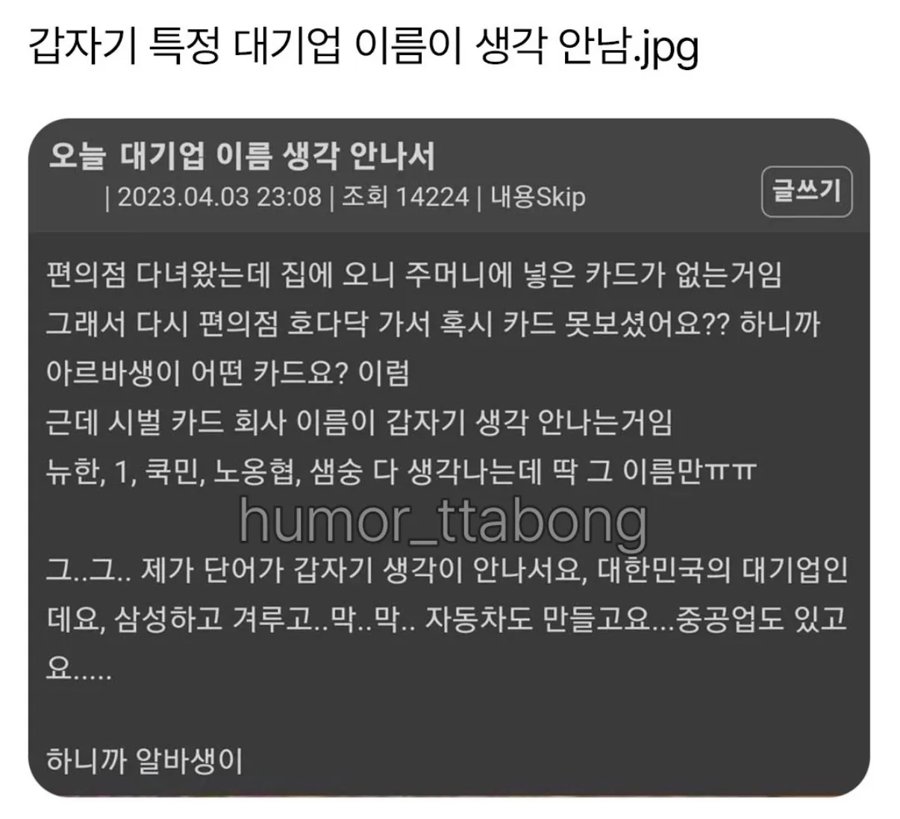 갑자기 특정 대기업 이름이 생각 안남.jpg
오늘 대기업 이름 생각 안나서
| 2023.04.03 23:08 | 조회 14224 | 내용Skip
글쓰기
편의점 다녀왔는데 집에 오니 주머니에 넣은 카드가 없는거임
그래서 다시 편의점 호다닥 가서 혹시 카드 못보셨어요?? 하니까
아르바생이 어떤 카드요? 이럼
근데 시벌 카드 회사 이름이 갑자기 생각 안나는거임
뉴한, 1, 쿡민, 노옹협, 샘숭 다 생각나는데 딱 그 이름만ㅠㅠ
humor_ttabong
그..그.. 제가 단어가 갑자기 생각이 안나서요, 대한민국의 대기업인
데요, 삼성하고 겨루고..막..막.. 자동차도 만들고요...중공업도 있고
요.....
하니까 알바생이